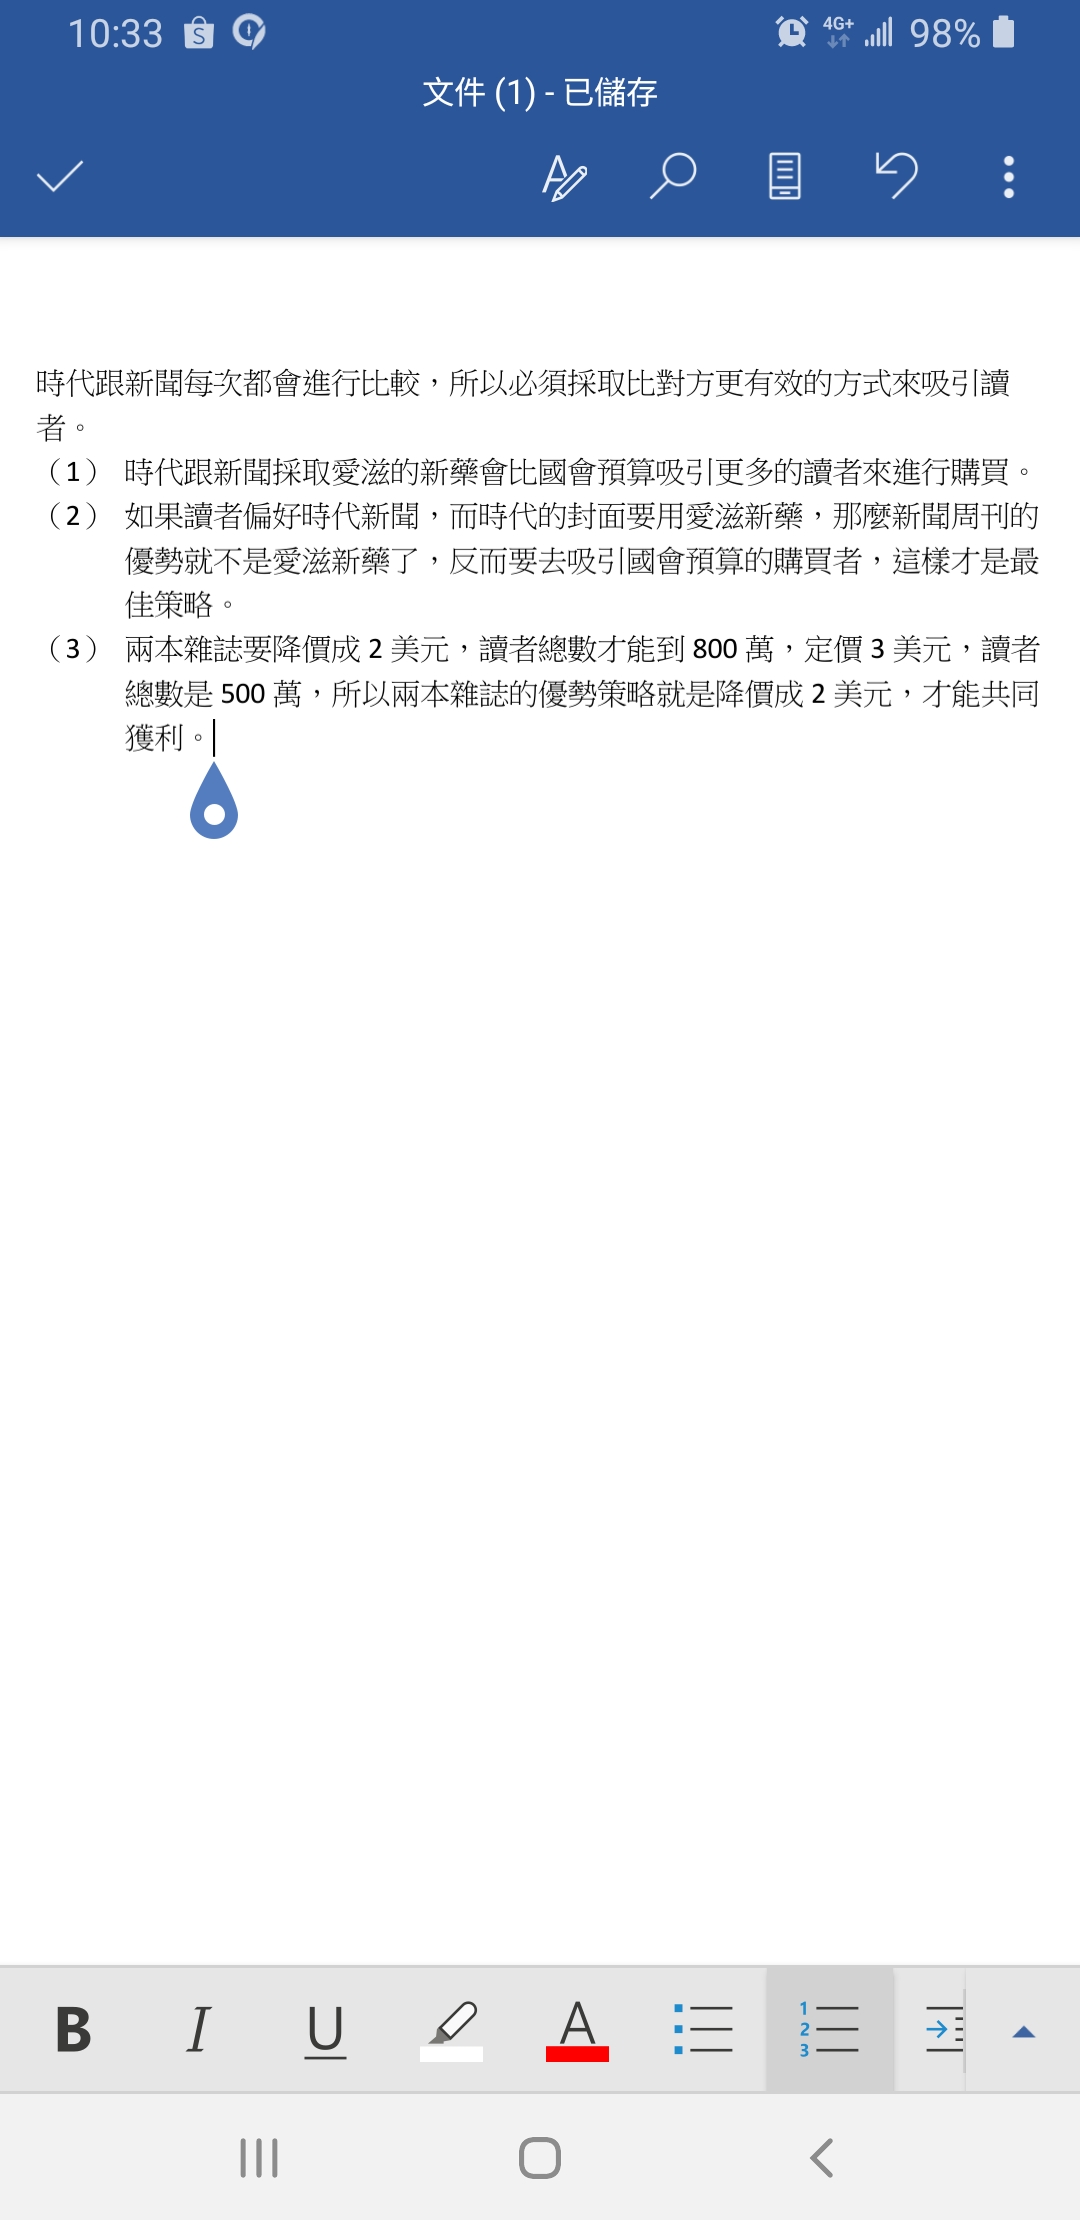 10:33 S 4G+ 98%
文件 (1) - 已儲存
時代跟新聞每次都會進行比較，所以必須採取比對方更有效的方式來吸引讀
者。
（1） 時代跟新聞採取愛滋的新藥會比國會預算吸引更多的讀者來進行購買。
（2） 如果讀者偏好時代新聞，而時代的封面要用愛滋新藥，那麼新聞周刊的
優勢就不是愛滋新藥了，反而要去吸引國會預算的購買者，這樣才是最
佳策略。
（3） 兩本雜誌要降價成 2 美元，讀者總數才能到 800 萬，定價 3 美元，讀者
總數是 500 萬，所以兩本雜誌的優勢策略就是降價成 2 美元，才能共同
獲利。
B I U A 1 2 3